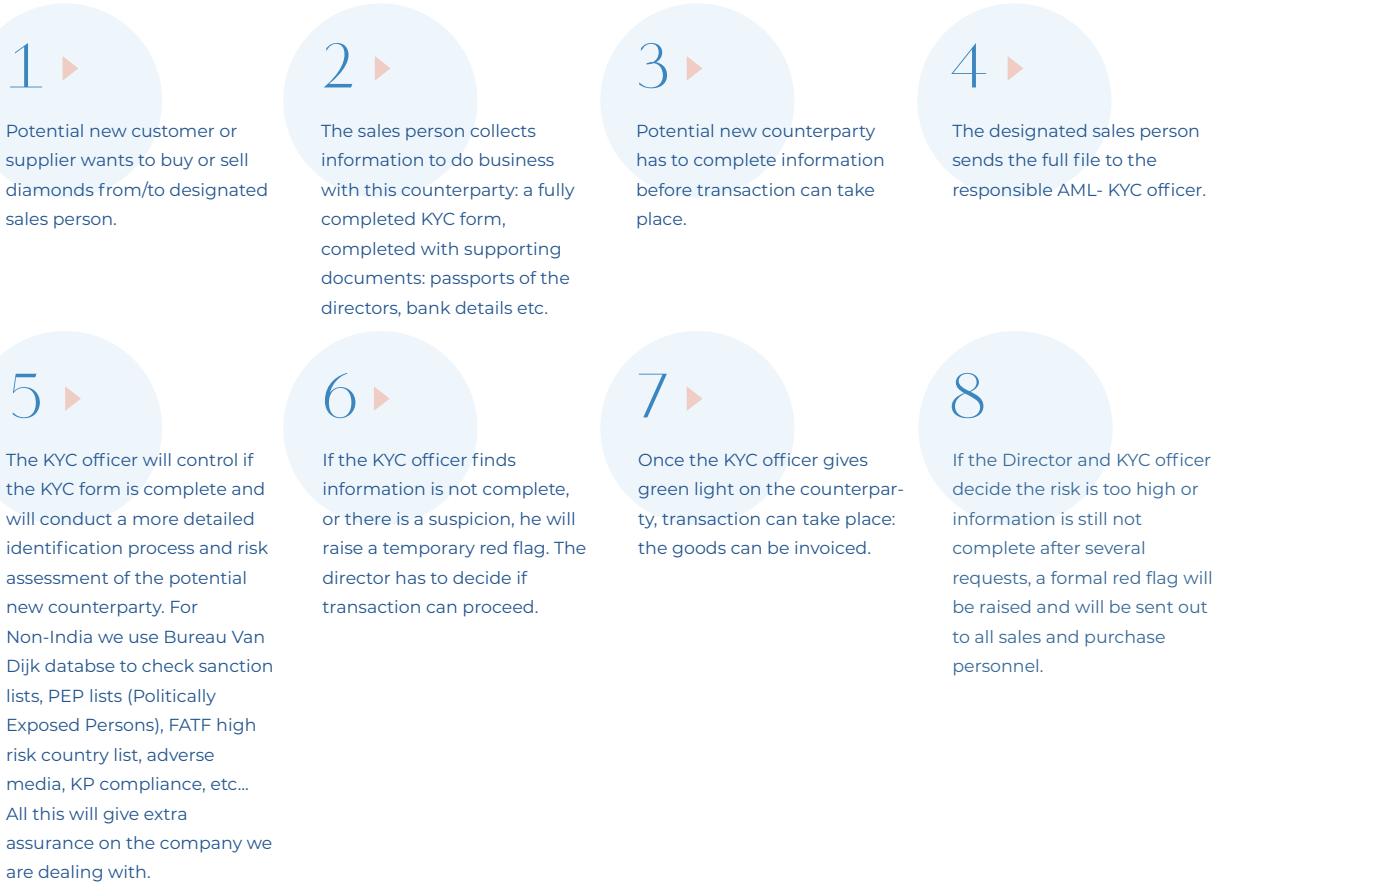 1
Potential new customer or
supplier wants to buy or sell
diamonds from/to designated
sales person.
2
The sales person collects
information to do business
with this counterparty: a fully
completed KYC form,
completed with supporting
documents: passports of the
directors, bank details etc.
3
Potential new counterparty
has to complete information
before transaction can take
place.
4
The designated sales person
sends the full file to the
responsible AML- KYC officer.
5
The KYC officer will control if
the KYC form is complete and
will conduct a more detailed
identification process and risk
assessment of the potential
new counterparty. For
Non-India we use Bureau Van
Dijk databse to check sanction
lists, PEP lists (Politically
Exposed Persons), FATF high
risk country list, adverse
media, KP compliance, etc...
All this will give extra
assurance on the company we
are dealing with.
6
If the KYC officer finds
information is not complete,
or there is a suspicion, he will
raise a temporary red flag. The
director has to decide if
transaction can proceed.
7
Once the KYC officer gives
green light on the counterpar-
ty, transaction can take place:
the goods can be invoiced.
8
If the Director and KYC officer
decide the risk is too high or
information is still not
complete after several
requests, a formal red flag will
be raised and will be sent out
to all sales and purchase
personnel.